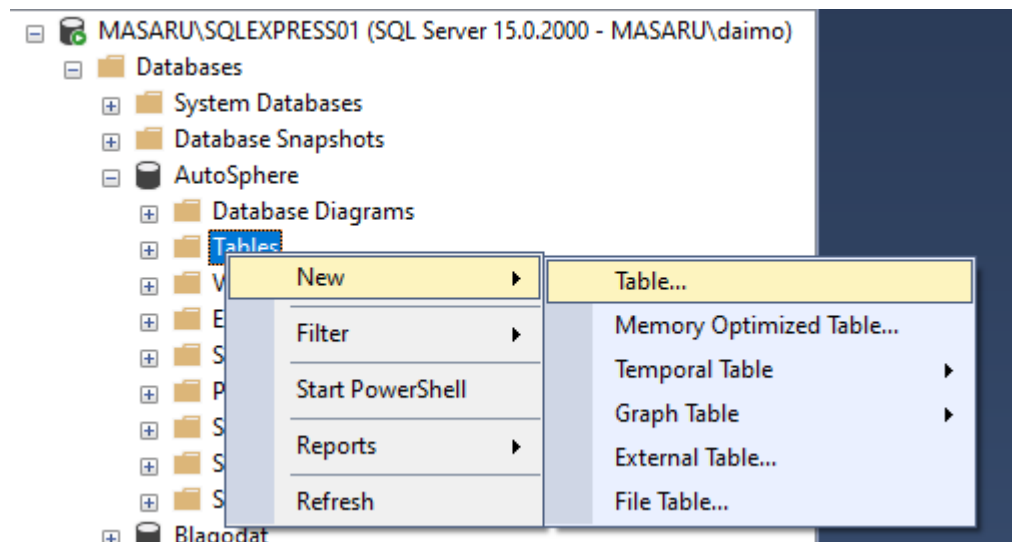 MASARU\SQLEXPRESS01 (SQL Server 15.0.2000 - MASARU\daimo)
Databases
System Databases
Database Snapshots
AutoSphere
Database Diagrams
Tables
V
E
S
P
S
S
S
Blagodat
New
Filter
Start PowerShell
Reports
Refresh
Table...
Memory Optimized Table...
Temporal Table
Graph Table
External Table...
File Table...